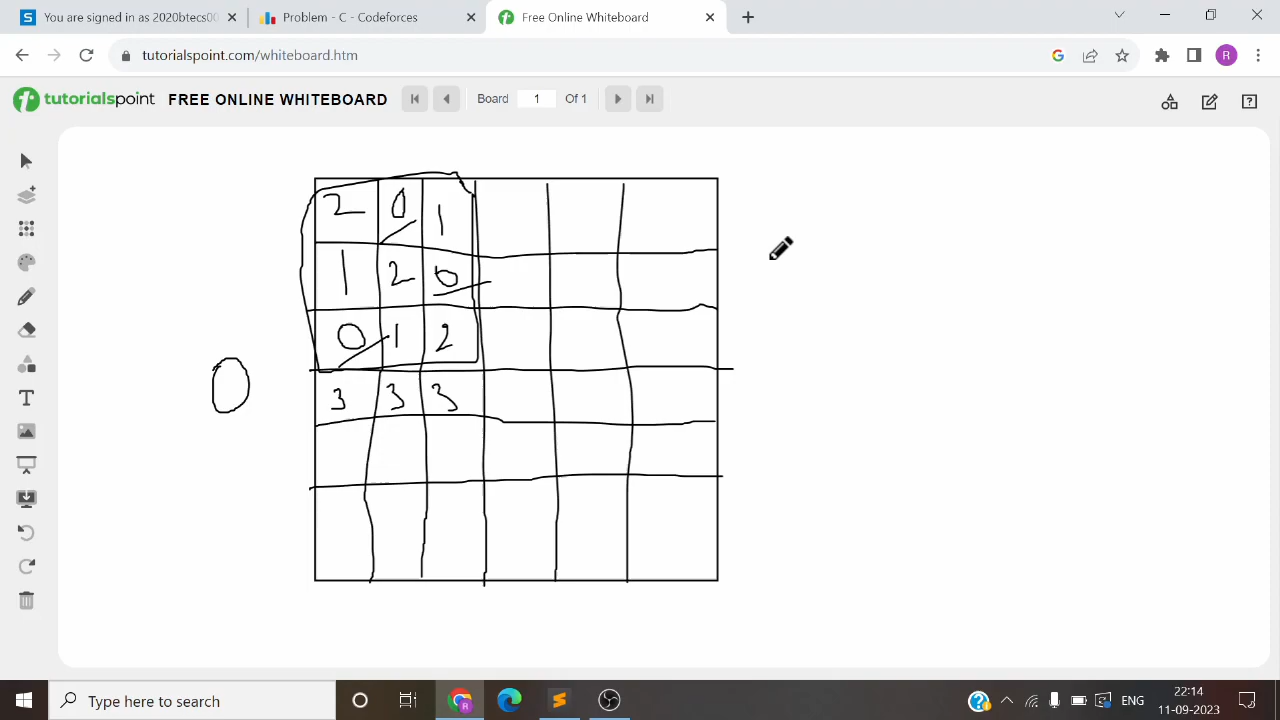 You are signed in as 2020btecs00
Problem - C - Codeforces
Free Online Whiteboard
tutorialspoint.com/whiteboard.htm
G
R
tutorialspoint
FREE ONLINE WHITEBOARD
Board 1 Of 1
2 0 1
1 2 0
0 1 2
0
3 3 3
T
Type here to search
ENG
22:14
11-09-2023